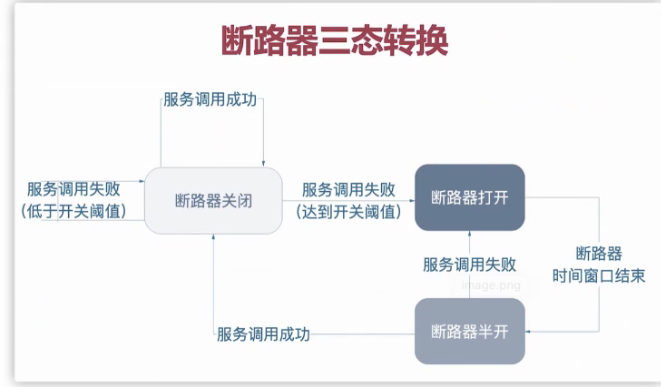 断路器三态转换
服务调用成功
服务调用失败
(低于开关阈值)
断路器关闭
服务调用失败
(达到开关阈值)
断路器打开
断路器
时间窗口结束
服务调用失败
image.png
断路器半开
服务调用成功